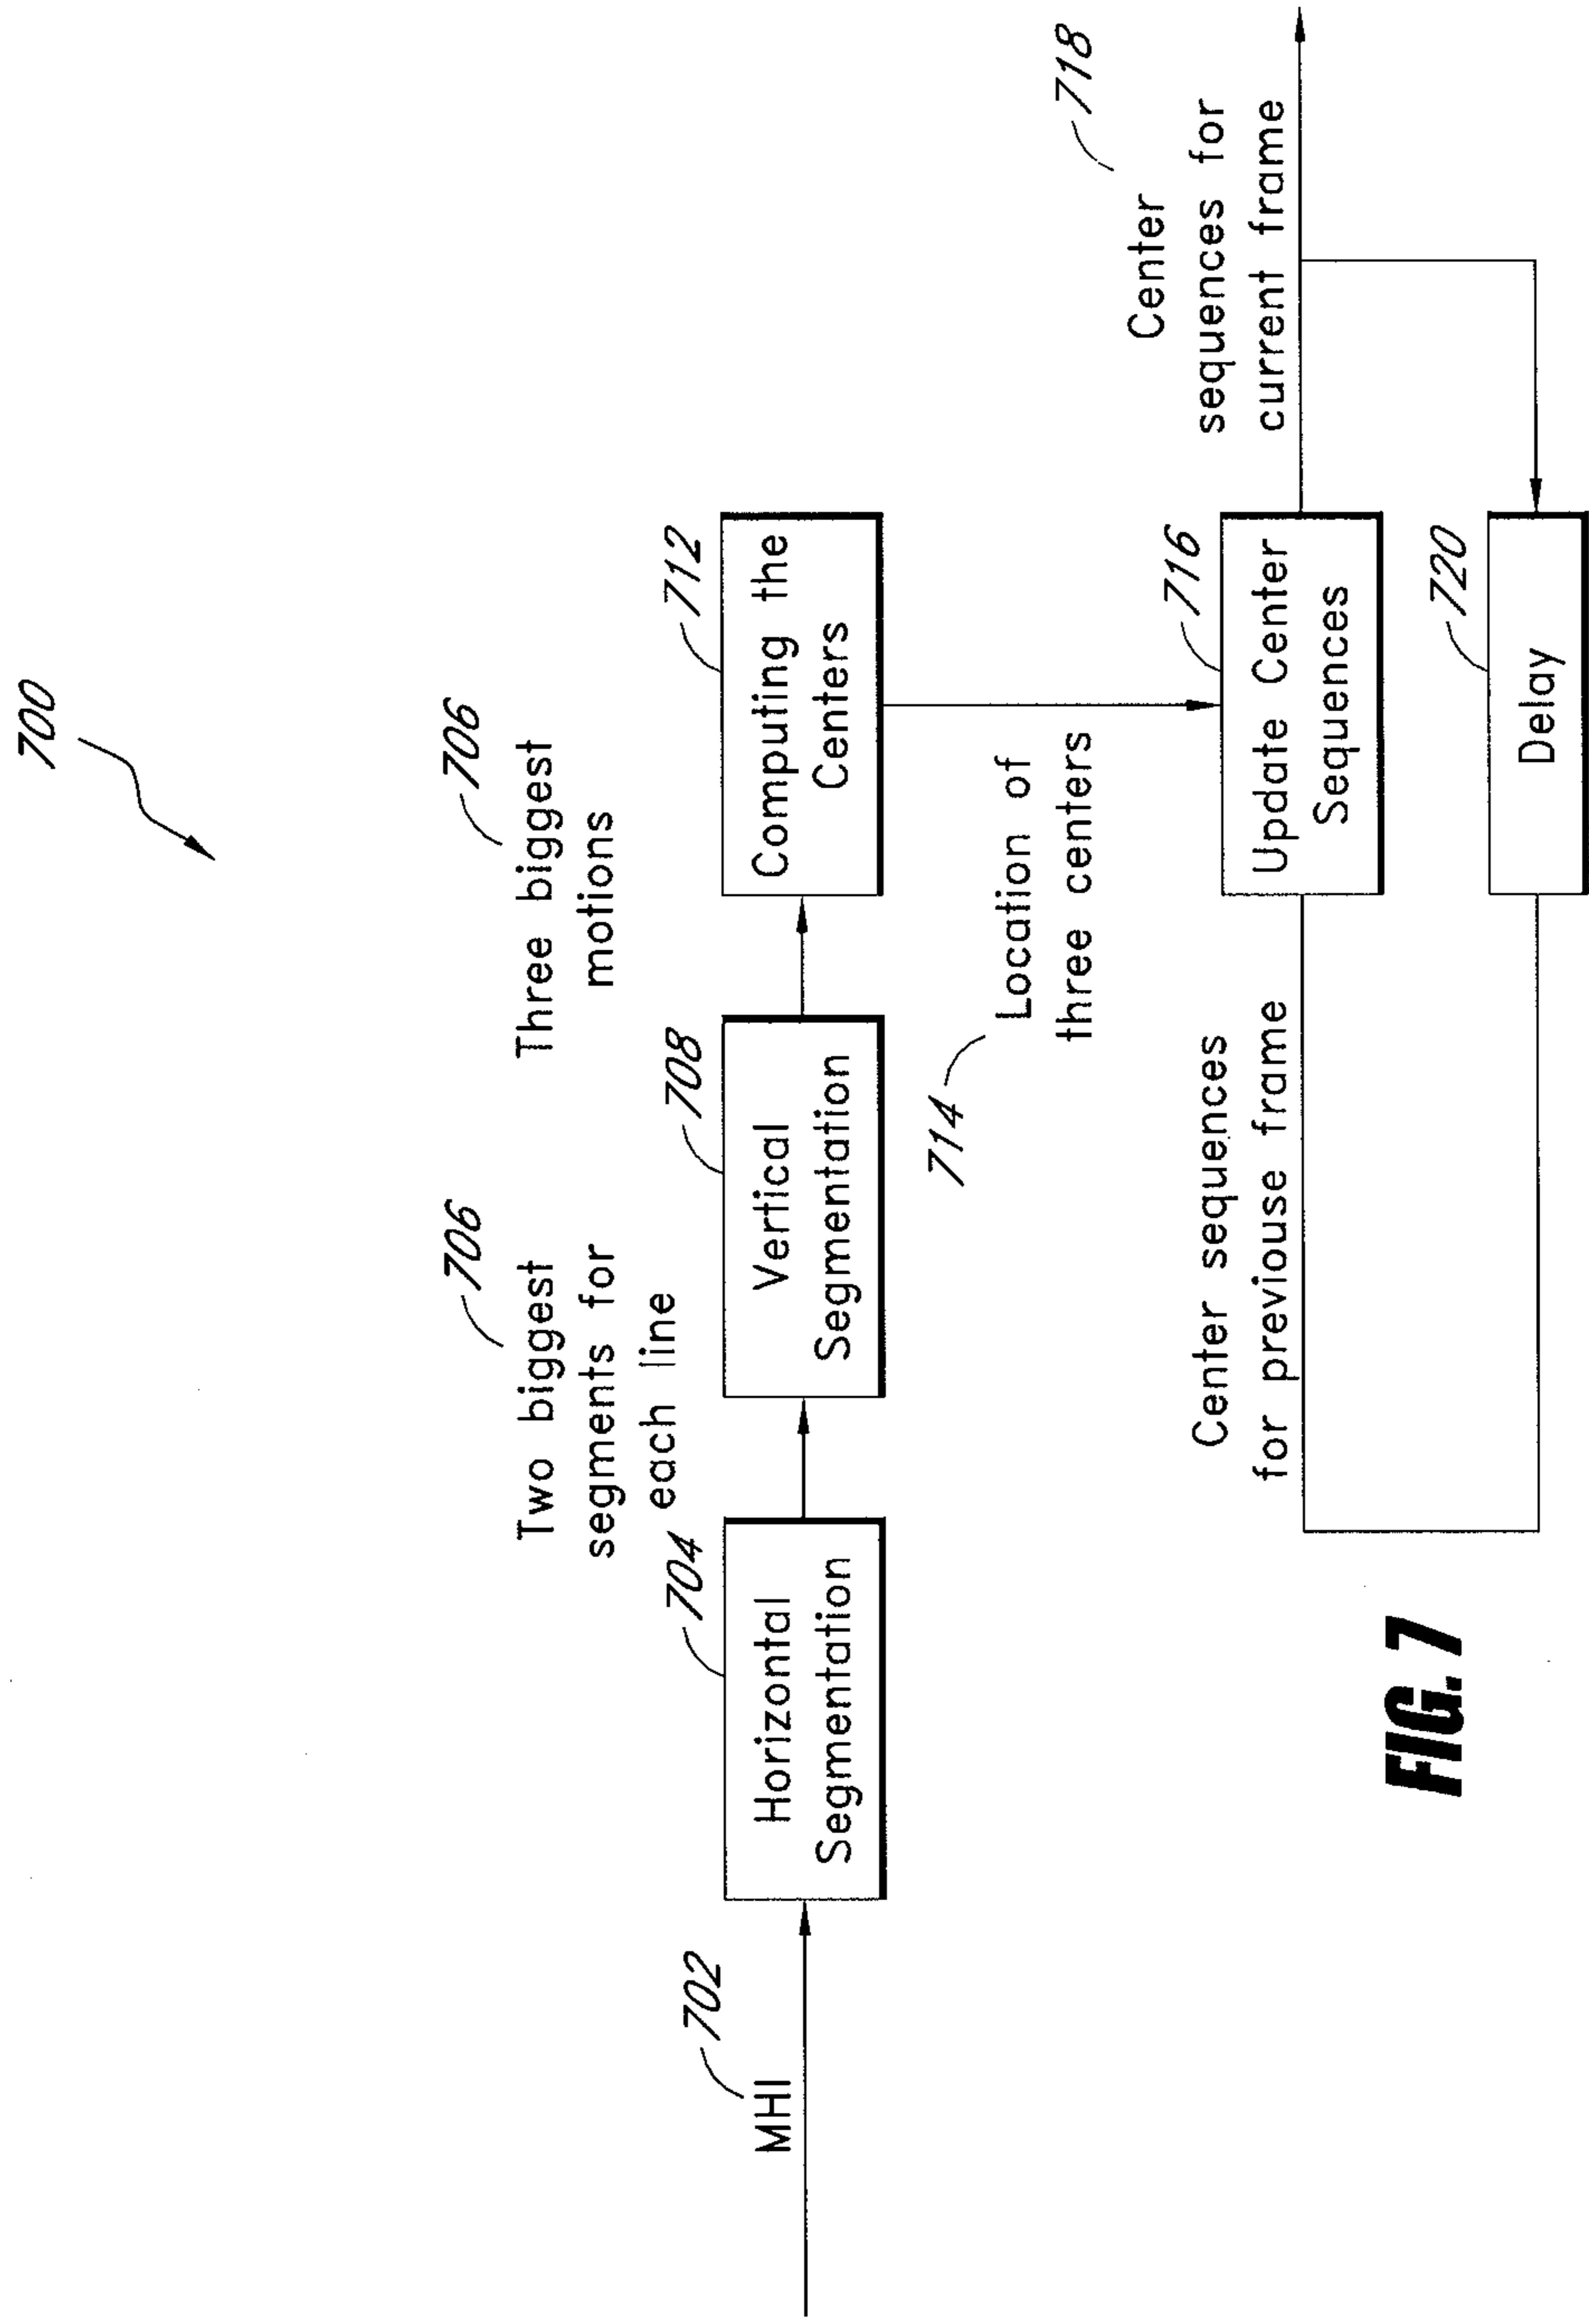 700
706
Two biggest
segments for
each line
706
Three biggest
motions
702
MHI
704
Horizontal
Segmentation
708
Vertical
Segmentation
712
Computing the
Centers
714
Location of
three centers
718
Center
sequences for
current frame
Center sequences
for previouse frame
716
Update Center
Sequences
720
Delay
FIG. 7